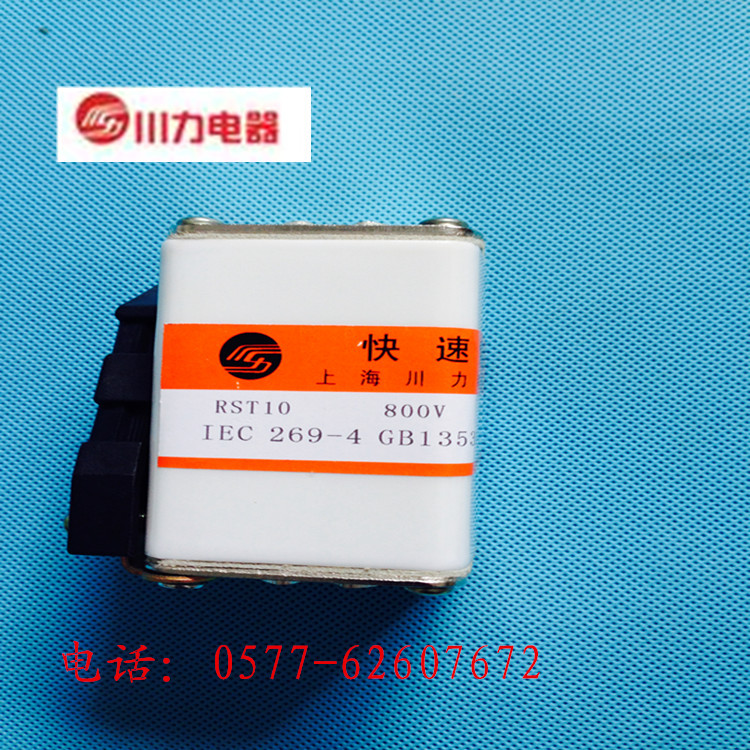 川力电器
快速
上海川力
RST10 800V
IEC 269-4 GB1353
电话: 0577-62607672